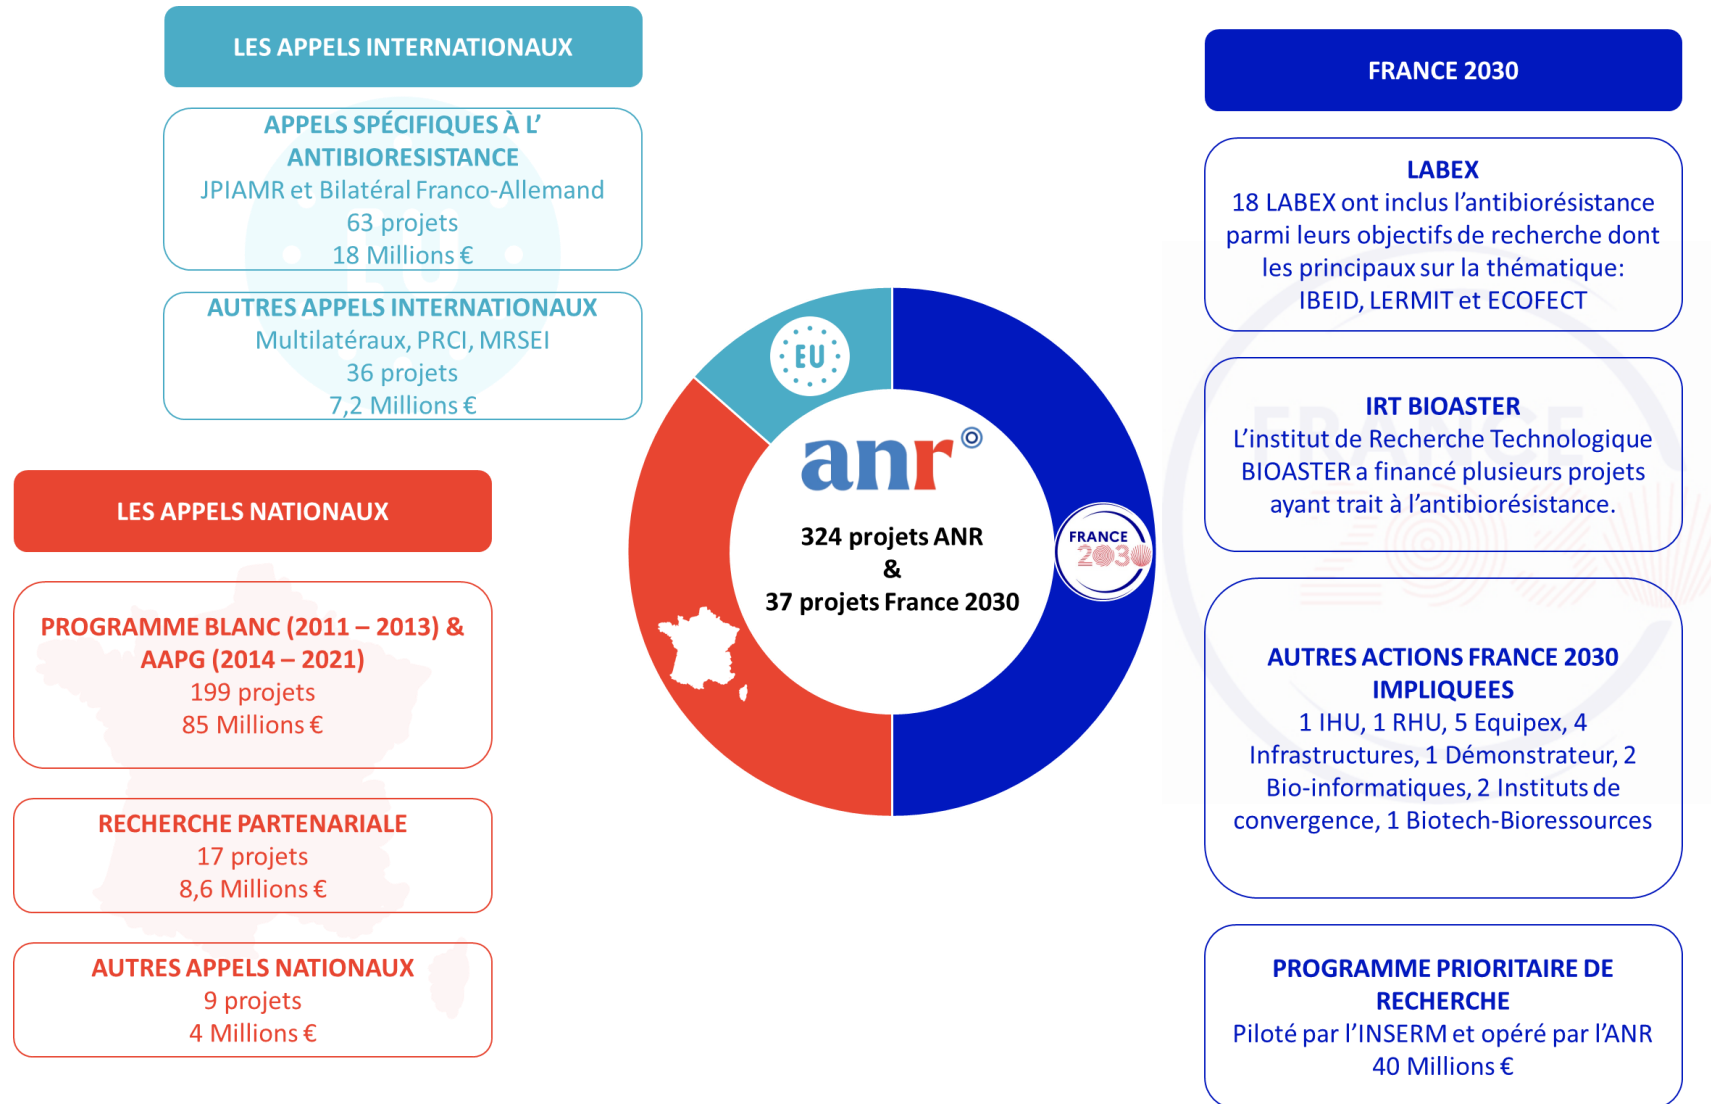 LES APPELS INTERNATIONAUX
APPELS SPÉCIFIQUES À L’
ANTIBIORESISTANCE
JPIAMR et Bilatéral Franco-Allemand
63 projets
18 Millions €
AUTRES APPELS INTERNATIONAUX
Multilatéraux, PRCI, MRSEI
36 projets
7,2 Millions €
LES APPELS NATIONAUX
PROGRAMME BLANC (2011 – 2013) &
AAPG (2014 – 2021)
199 projets
85 Millions €
RECHERCHE PARTENARIALE
17 projets
8,6 Millions €
AUTRES APPELS NATIONAUX
9 projets
4 Millions €
EU
anr
324 projets ANR
&
37 projets France 2030
FRANCE
2030
FRANCE 2030
LABEX
18 LABEX ont inclus l’antibiorésistance
parmi leurs objectifs de recherche dont
les principaux sur la thématique:
IBEID, LERMIT et ECOFECT
IRT BIOASTER
L’institut de Recherche Technologique
BIOASTER a financé plusieurs projets
ayant trait à l’antibiorésistance.
AUTRES ACTIONS FRANCE 2030
IMPLIQUEES
1 IHU, 1 RHU, 5 Equipex, 4
Infrastructures, 1 Démonstrateur, 2
Bio-informatiques, 2 Instituts de
convergence, 1 Biotech-Bioressources
PROGRAMME PRIORITAIRE DE
RECHERCHE
Piloté par l’INSERM et opéré par l’ANR
40 Millions €
EU
FRANCE
2030